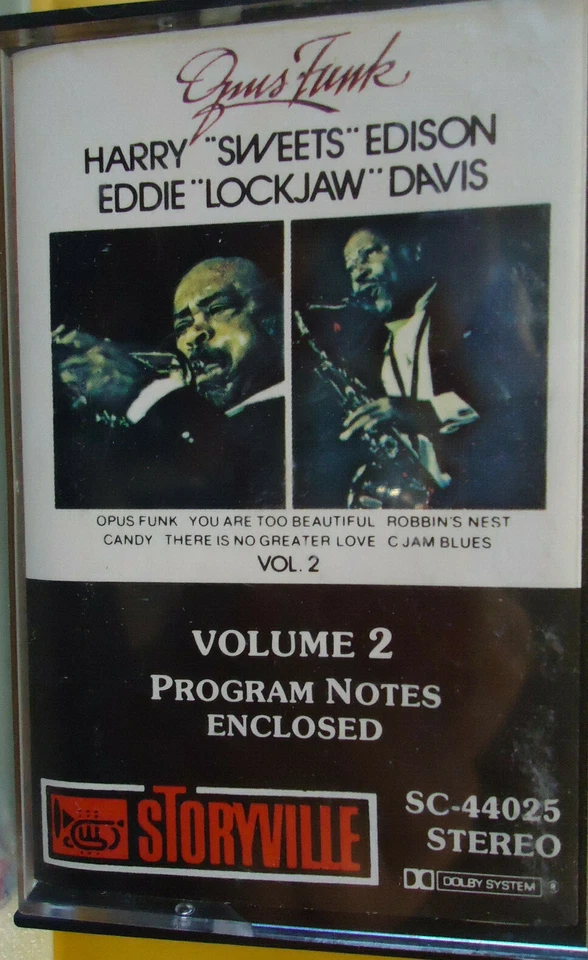 Opus Funk
HARRY "SWEETS" EDISON
EDDIE "LOCKJAW" DAVIS
OPUS FUNK YOU ARE TOO BEAUTIFUL ROBBIN'S NEST
CANDY THERE IS NO GREATER LOVE C JAM BLUES
VOL. 2
VOLUME 2
PROGRAM NOTES
ENCLOSED
STORYVILLE
SC-44025
STEREO
DOLBY SYSTEM ®